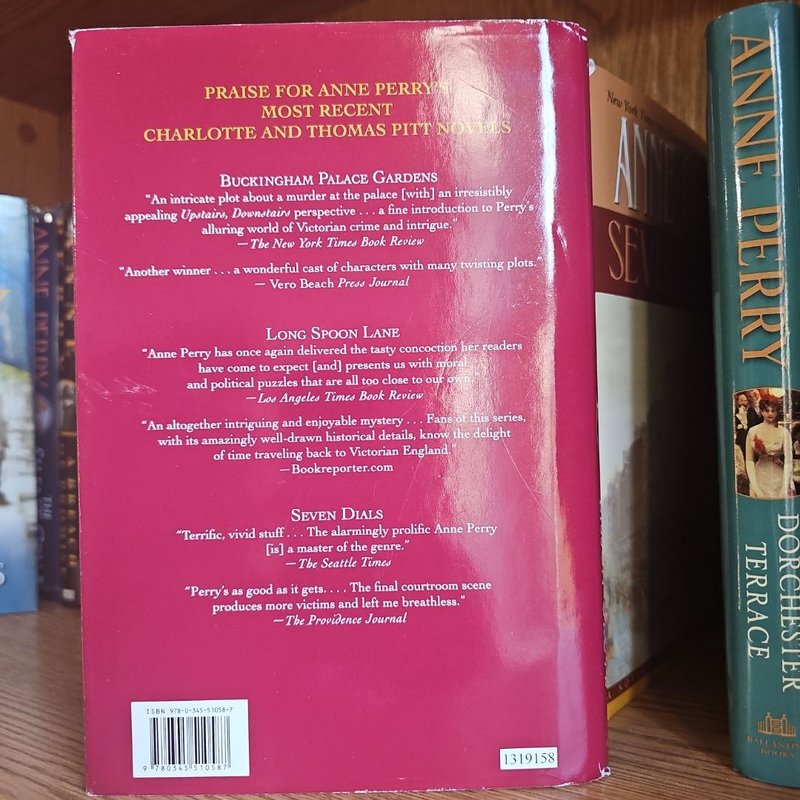 PRAISE FOR ANNE PERRY'S
MOST RECENT
CHARLOTTE AND THOMAS PITT NOVELS
BUCKINGHAM PALACE GARDENS
“An intricate plot about a murder at the palace [with] an irresistibly
appealing Upstairs, Downstairs perspective . . . a fine introduction to Perry's
alluring world of Victorian crime and intrigue.”
—The New York Times Book Review
“Another winner . . . a wonderful cast of characters with many twisting plots.”
— Vero Beach Press Journal
LONG SPOON LANE
“Anne Perry has once again delivered the tasty concoction her readers
have come to expect [and] presents us with moral
and political puzzles that are all too close to our own.”
—Los Angeles Times Book Review
“An altogether intriguing and enjoyable mystery . . . Fans of this series,
with its amazingly well-drawn historical details, know the delight
of time traveling back to Victorian England.”
—Bookreporter.com
SEVEN DIALS
“Terrific, vivid stuff . . . The alarmingly prolific Anne Perry
[is] a master of the genre.”
—The Seattle Times
“Perry's as good as it gets. . . . The final courtroom scene
produces more victims and left me breathless.”
—The Providence Journal
ISBN 978-0-345-51058-7
9 780345 510587
1319158
New York Times
ANNE PERRY
DORCHESTER
TERRACE
BALLANTINE
BOOKS
ANNE PERRY
THE